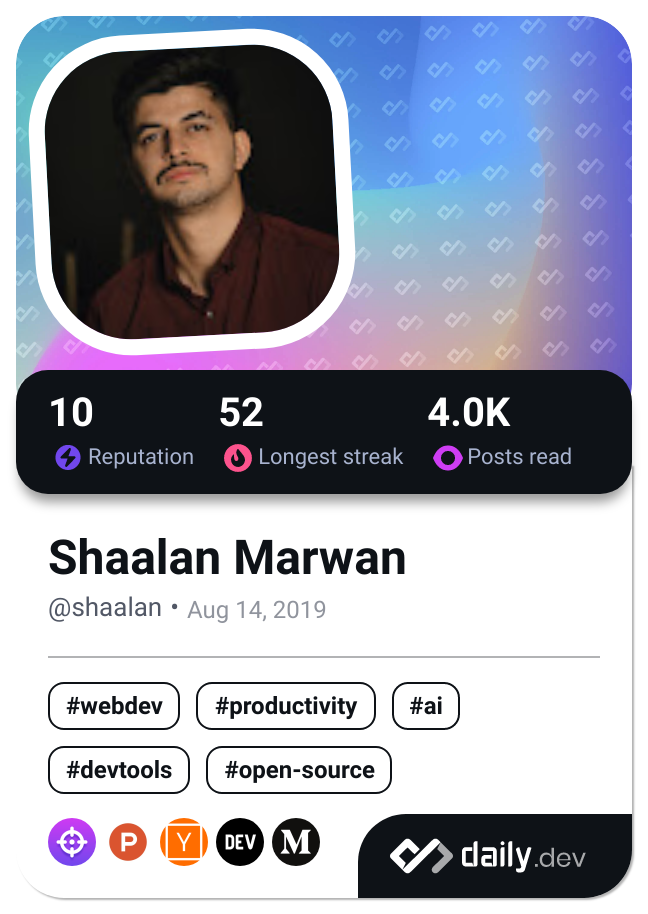 10 52 4.0K
Reputation Longest streak Posts read
Shaalan Marwan
@shaalan • Aug 14, 2019
#webdev #productivity #ai
#devtools #open-source
P Y DEV M
daily.dev